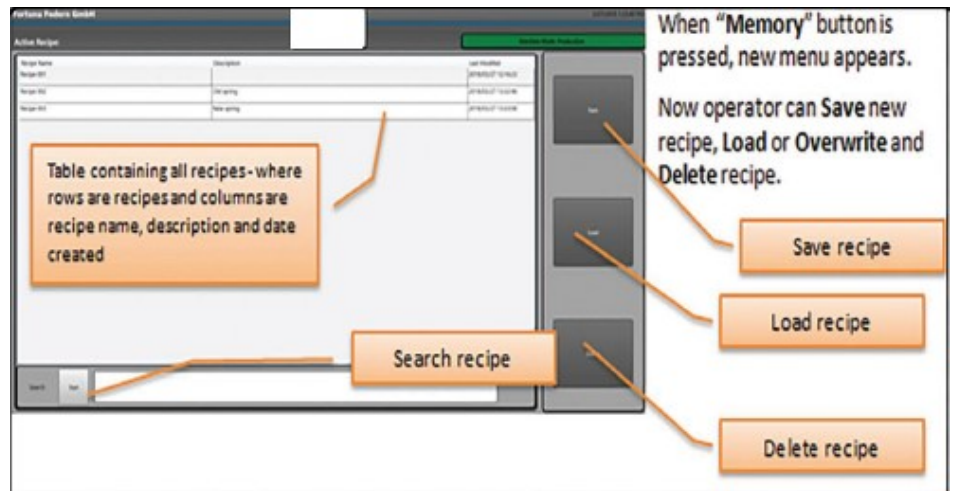 Fortuna Federn GmbH
Active Recipe:
Recipe Name Description Last Modified
Recipe 001
Recipe 002 Old spring
Recipe 003 New spring
Save
Load
Search Start
Table containing all recipes - where
rows are recipes and columns are
recipe name, description and date
created
Search recipe
When "Memory" button is
pressed, new menu appears.
Now operator can Save new
recipe, Load or Overwrite and
Delete recipe.
Save recipe
Load recipe
Delete recipe